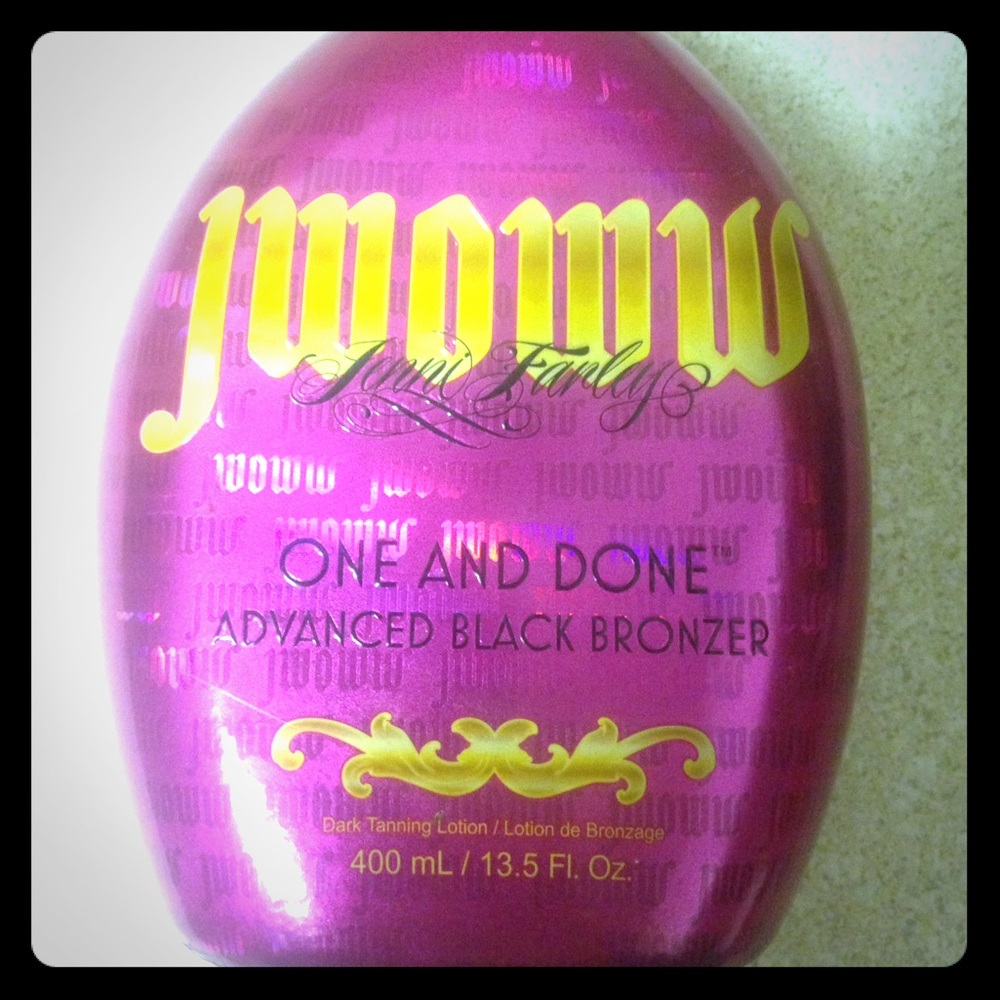 jwoww
Jenni Farley
ONE AND DONE™
ADVANCED BLACK BRONZER
Dark Tanning Lotion / Lotion de Bronzage
400 mL / 13.5 Fl. Oz.